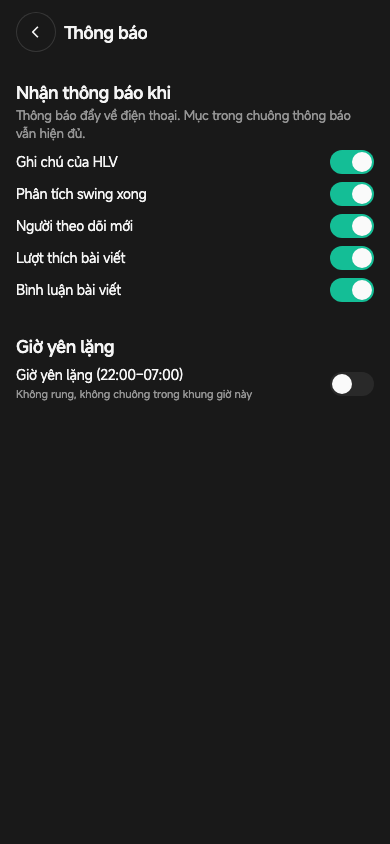 Thông báo
Nhận thông báo khi
Thông báo đẩy về điện thoại. Mục trong chuông thông báo
vẫn hiện đủ.
Ghi chú của HLV
Phân tích swing xong
Người theo dõi mới
Lượt thích bài viết
Bình luận bài viết
Giờ yên lặng
Giờ yên lặng (22:00–07:00)
Không rung, không chuông trong khung giờ này